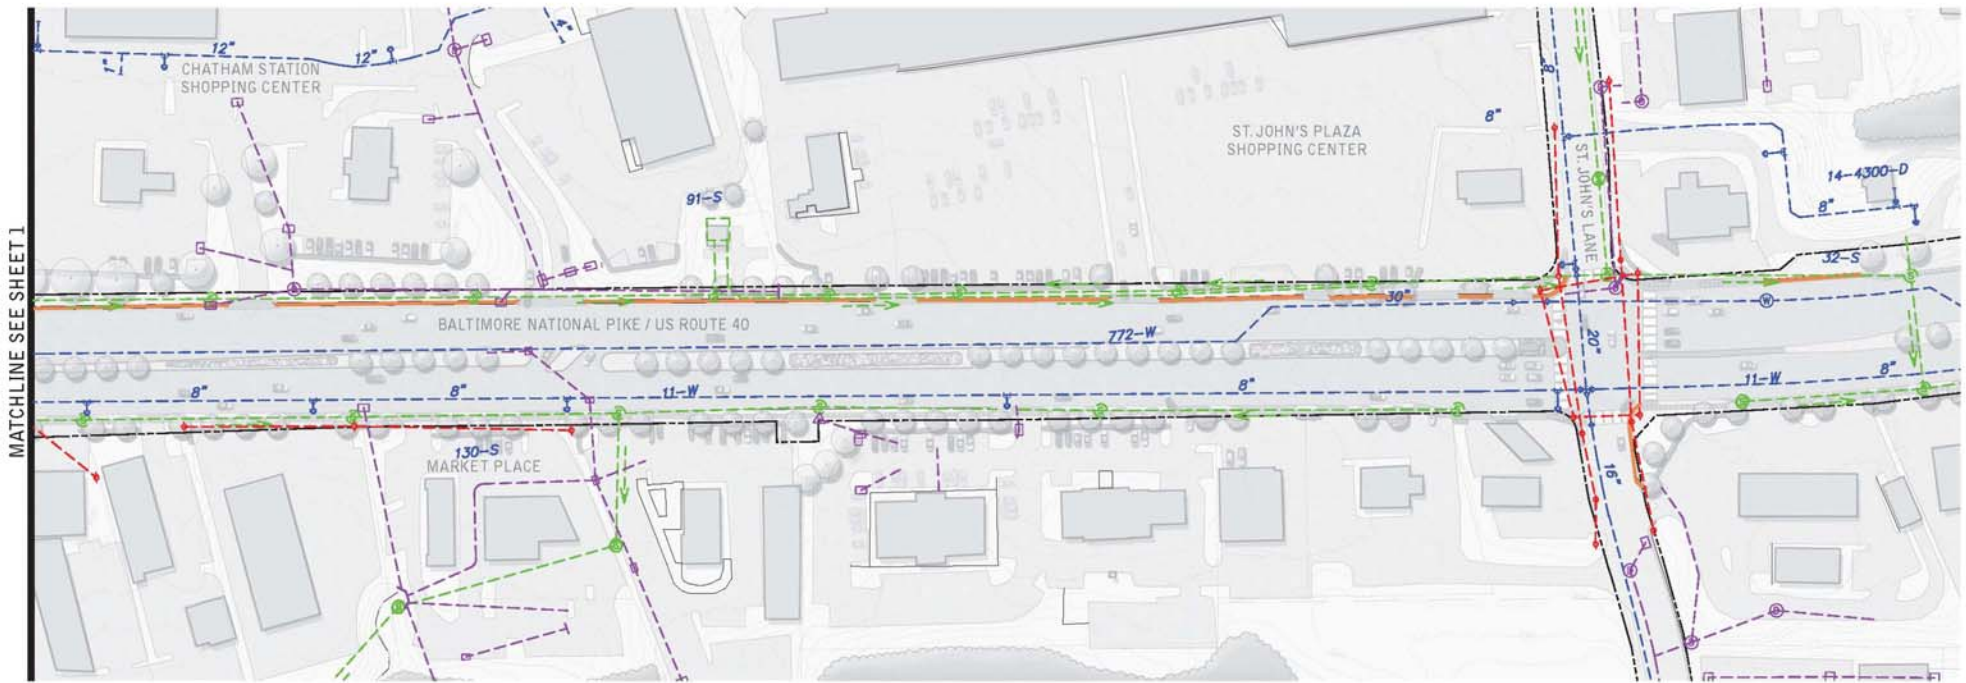 12"
12"
CHATHAM STATION
SHOPPING CENTER
8"
ST. JOHN'S PLAZA
SHOPPING CENTER
8"
ST. JOHN'S LANE
14-4300-D
8"
91-S
32-S
MATCHLINE SEE SHEET 1
30"
BALTIMORE NATIONAL PIKE / US ROUTE 40
772-W
20"
8"
8"
11-W
8"
11-W
8"
130-S
MARKET PLACE
16"
W